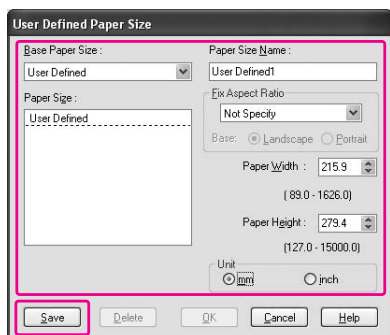 User Defined Paper Size
Base Paper Size :
User Defined
Paper Size :
User Defined
Paper Size Name :
User Defined1
Fix Aspect Ratio
Not Specify
Base: Landscape Portrait
Paper Width : 215.9
( 89.0 - 1626.0)
Paper Height : 279.4
(127.0 - 15000.0)
Unit
mm inch
Save Delete OK Cancel Help